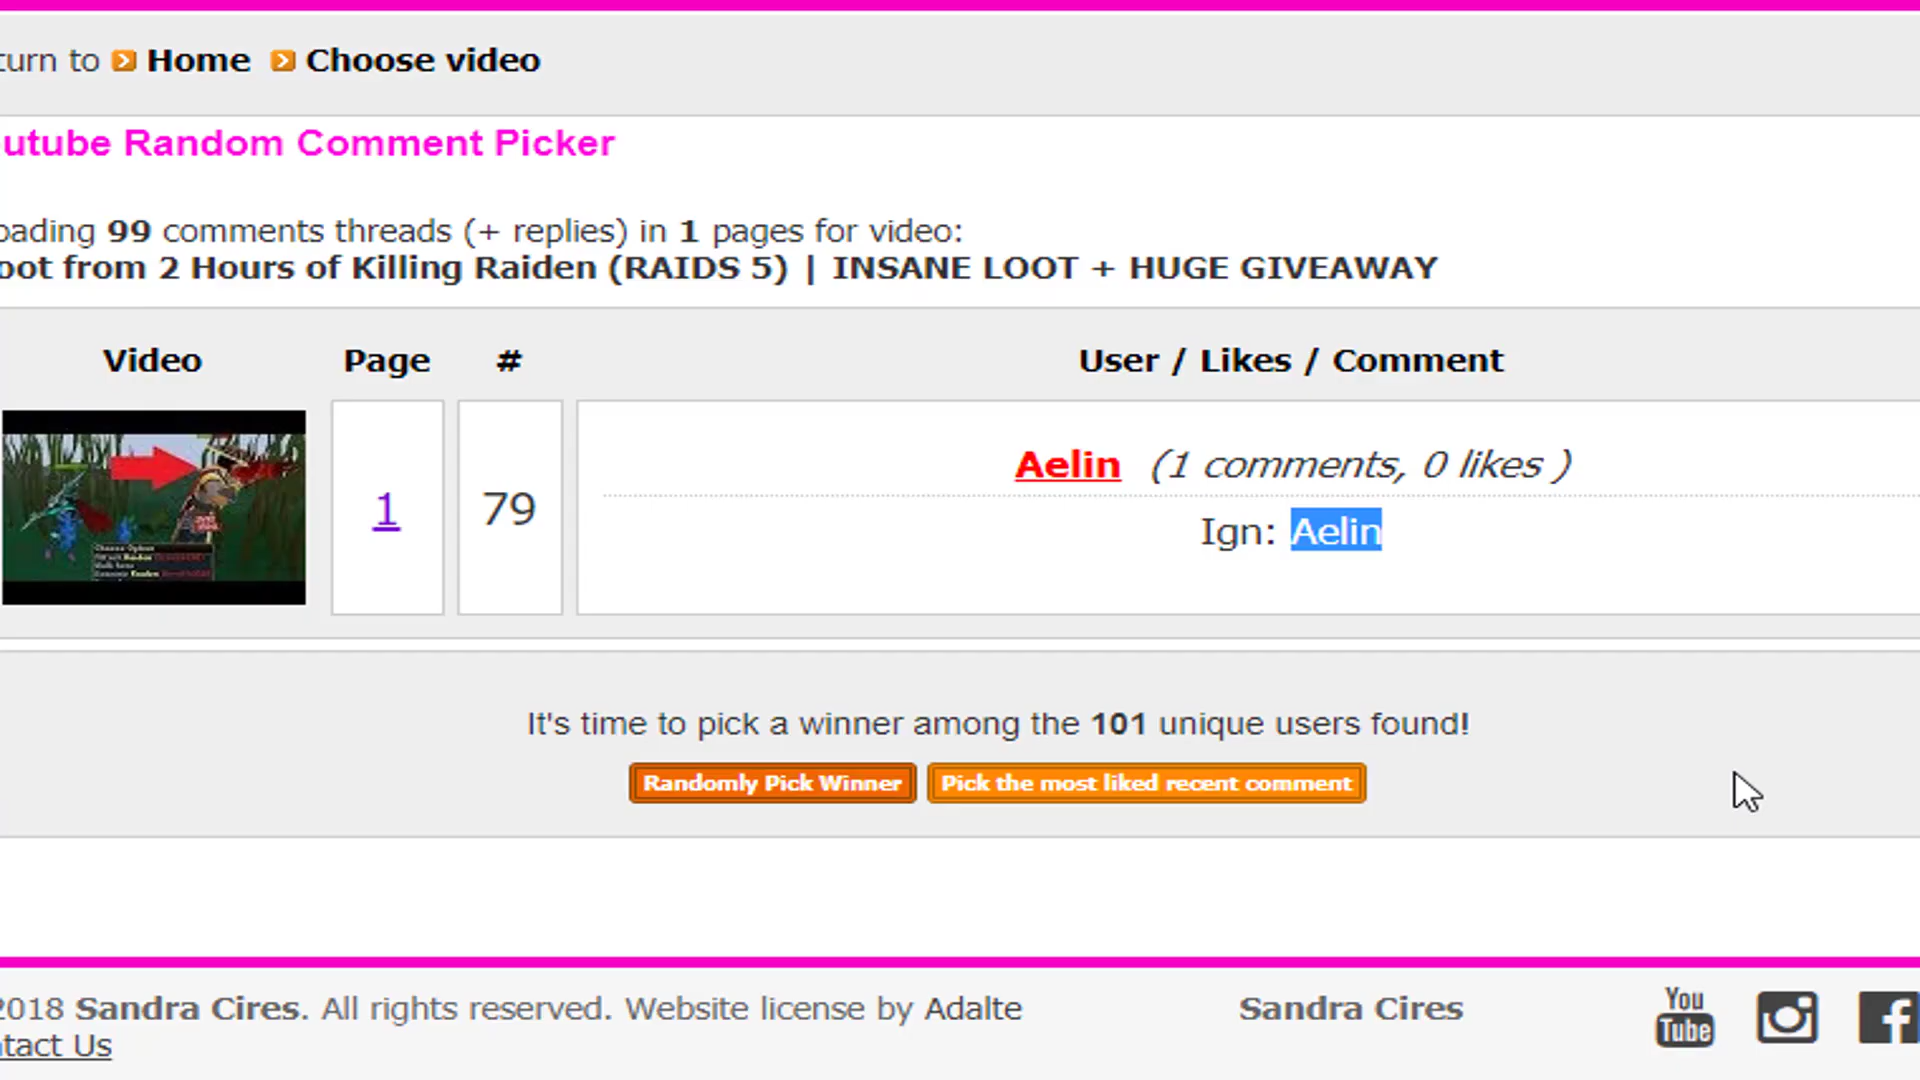 turn to Home Choose video
utube Random Comment Picker
oading 99 comments threads (+ replies) in 1 pages for video:
oot from 2 Hours of Killing Raiden (RAIDS 5) | INSANE LOOT + HUGE GIVEAWAY
Video Page # User / Likes / Comment
1 79 Aelin (1 comments, 0 likes )
Ign: Aelin
It's time to pick a winner among the 101 unique users found!
Randomly Pick Winner Pick the most liked recent comment
2018 Sandra Cires. All rights reserved. Website license by Adalte Sandra Cires You Tube
ntact Us